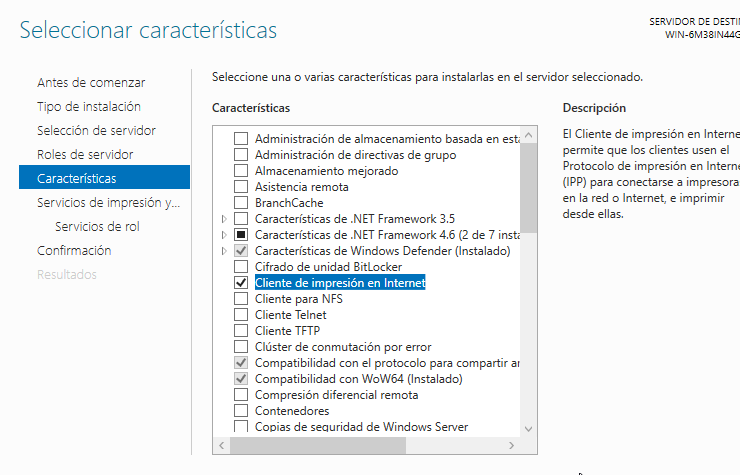 Seleccionar características
SERVIDOR DE DESTI
WIN-6M38IN44G
Antes de comenzar
Tipo de instalación
Selección de servidor
Roles de servidor
Características
Servicios de impresión y...
Servicios de rol
Confirmación
Resultados
Seleccione una o varias características para instalarlas en el servidor seleccionado.
Características
Administración de almacenamiento basada en está
Administración de directivas de grupo
Almacenamiento mejorado
Asistencia remota
BranchCache
Características de .NET Framework 3.5
Características de .NET Framework 4.6 (2 de 7 insta
Características de Windows Defender (Instalado)
Cifrado de unidad BitLocker
Cliente de impresión en Internet
Cliente para NFS
Cliente Telnet
Cliente TFTP
Clúster de conmutación por error
Compatibilidad con el protocolo para compartir ar
Compatibilidad con WoW64 (Instalado)
Compresión diferencial remota
Contenedores
Copias de seguridad de Windows Server
Descripción
El Cliente de impresión en Interne
permite que los clientes usen el
Protocolo de impresión en Interne
(IPP) para conectarse a impresora
en la red o Internet, e imprimir
desde ellas.